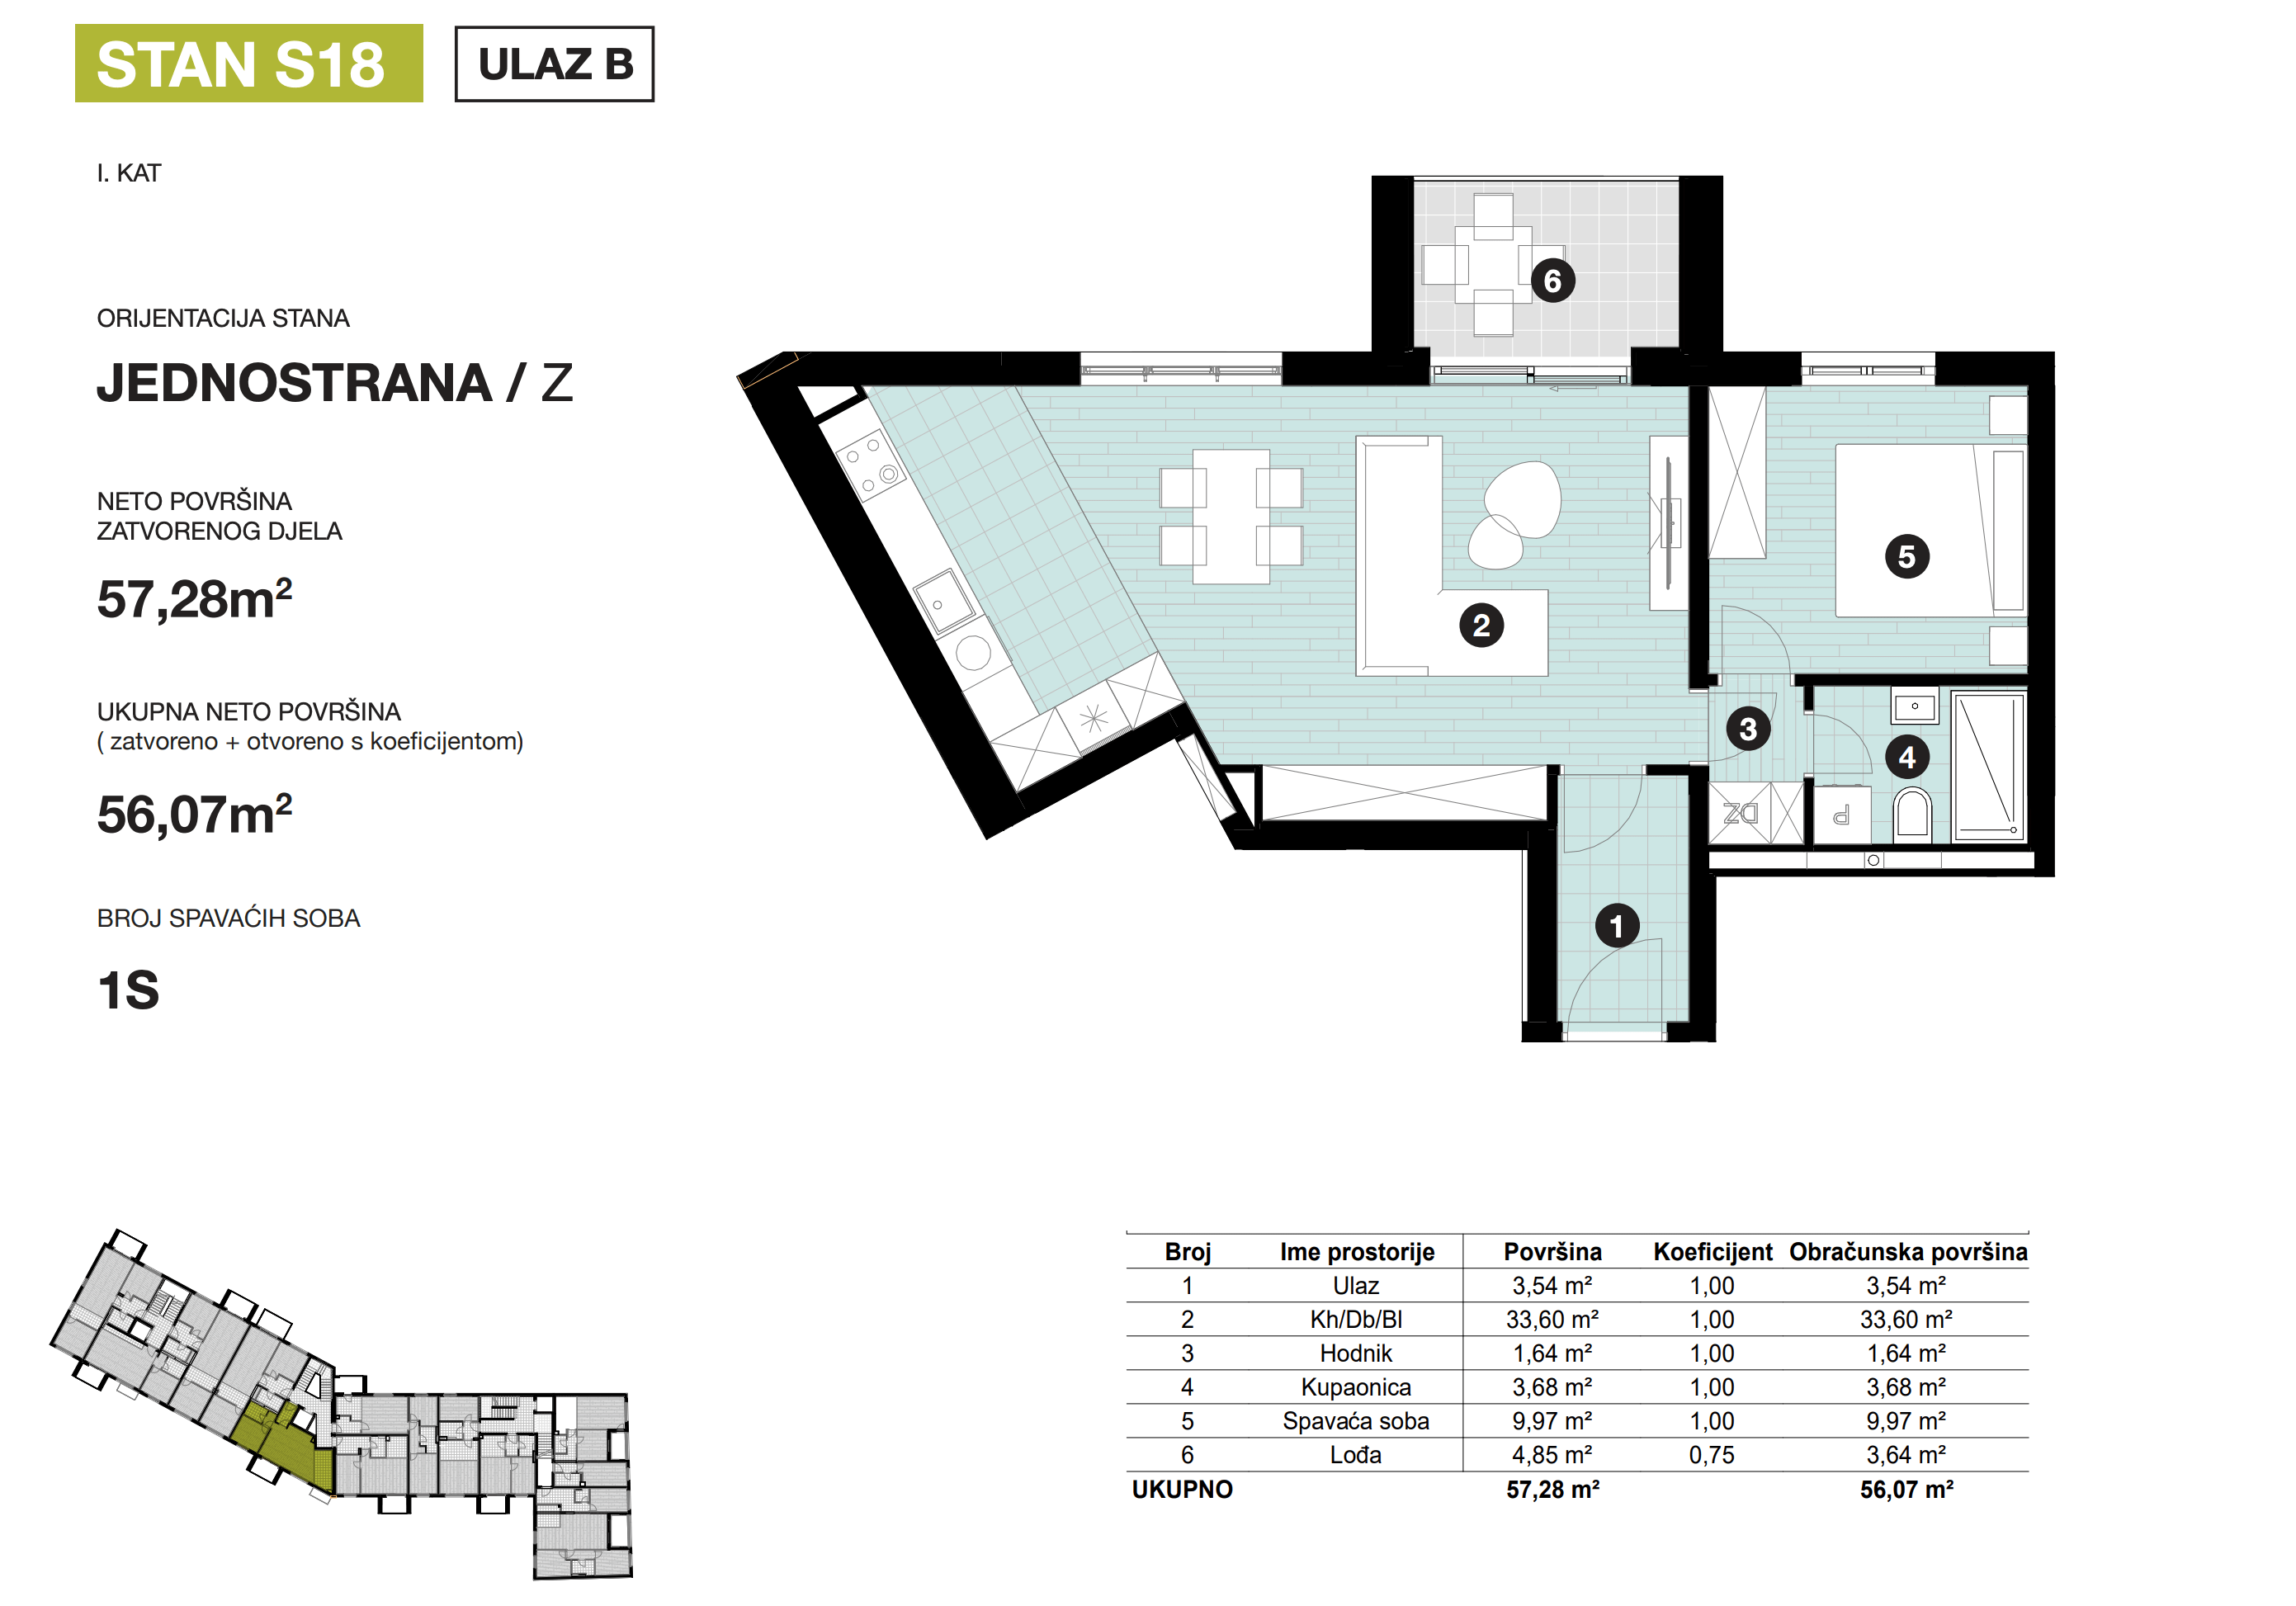 STAN S18
ULAZ B
I. KAT
ORIJENTACIJA STANA
JEDNOSTRANA / Z
NETO POVRŠINA
ZATVORENOG DJELA
57,28m²
UKUPNA NETO POVRŠINA
( zatvoreno + otvoreno s koeficijentom)
56,07m²
BROJ SPAVAĆIH SOBA
1S
6
5
2
3
4
DZ
P
1
Broj Ime prostorije Površina Koeficijent Obračunska površina
1 Ulaz 3,54 m² 1,00 3,54 m²
2 Kh/Db/Bl 33,60 m² 1,00 33,60 m²
3 Hodnik 1,64 m² 1,00 1,64 m²
4 Kupaonica 3,68 m² 1,00 3,68 m²
5 Spavaća soba 9,97 m² 1,00 9,97 m²
6 Lođa 4,85 m² 0,75 3,64 m²
UKUPNO 57,28 m² 56,07 m²